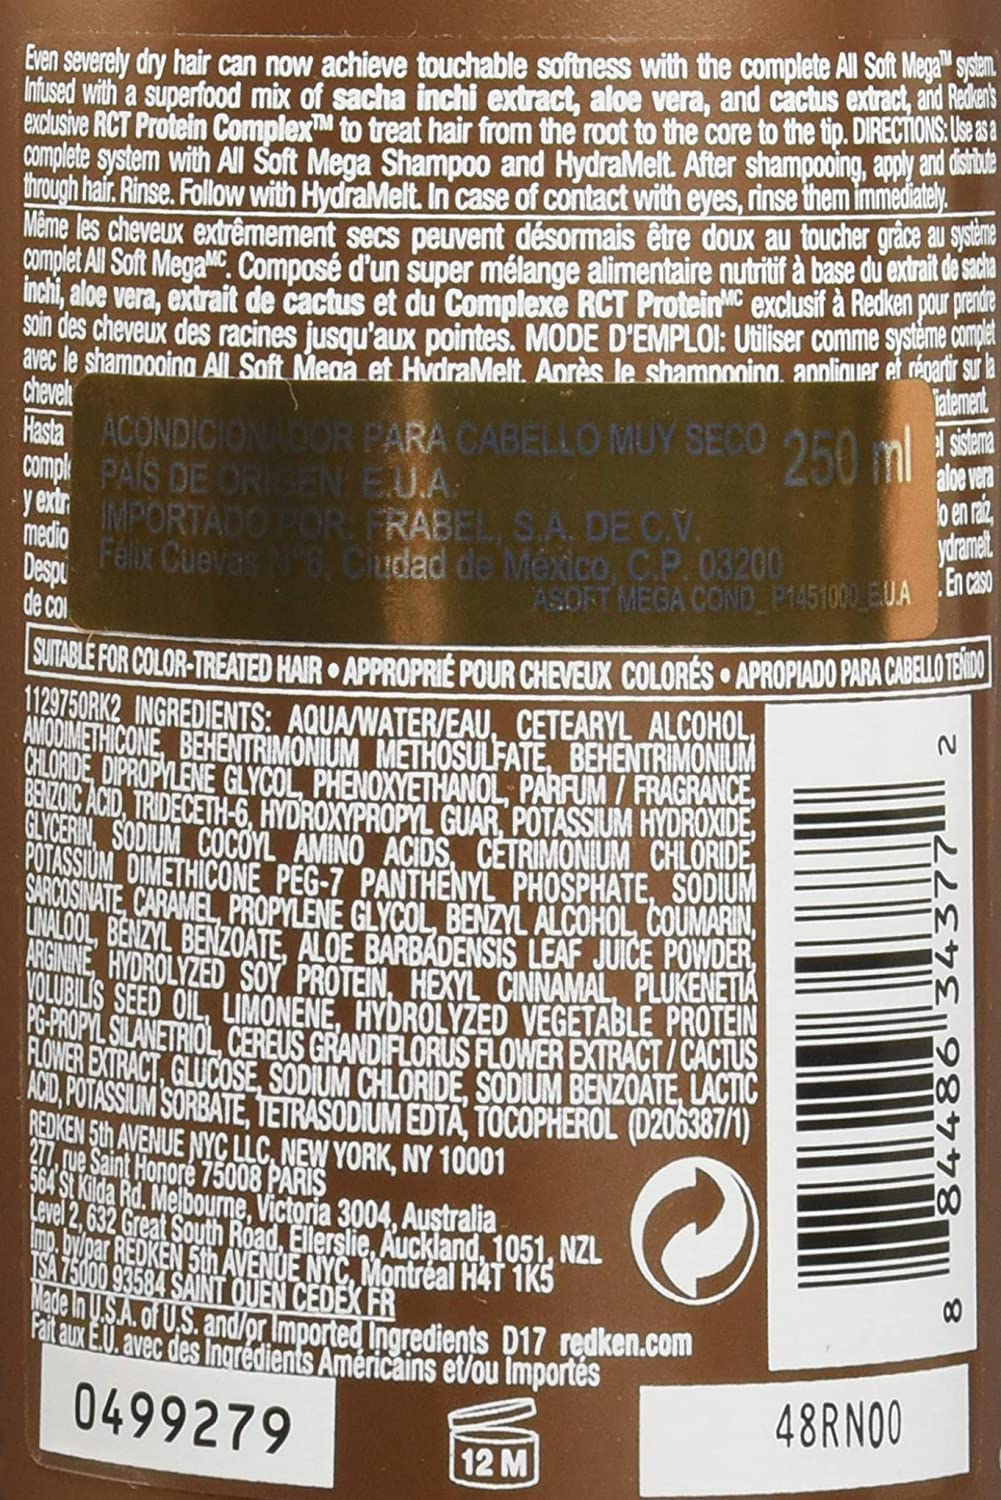 Even severely dry hair can now achieve touchable softness with the complete All Soft Mega™ system.
Infused with a superfood mix of sacha inchi extract, aloe vera, and cactus extract, and Redken's
exclusive RCT Protein Complex™ to treat hair from the root to the core to the tip. DIRECTIONS: Use as a
complete system with All Soft Mega Shampoo and HydraMelt. After shampooing, apply and distribute
through hair. Rinse. Follow with HydraMelt. In case of contact with eyes, rinse them immediately.
Même les cheveux extrêmement secs peuvent désormais être doux au toucher grâce au système
complet All Soft Mega MC. Composé d'un super mélange alimentaire nutritif à base du extrait de sacha
inchi, aloe vera, extrait de cactus et du Complexe RCT Protein MC exclusif à Redken pour prendre
soin des cheveux des racines jusqu'aux pointes. MODE D'EMPLOI: Utiliser comme système complet
avec le shampooing All Soft Mega et HydraMelt. Après le shampooing, appliquer et répartir sur la
Hasta
el sistema
aloe vera
y extr
o en raíz,
medio
ydramelt.
. En caso
de co
ACONDICIONADOR PARA CABELLO MUY SECO 250 ml
PAÍS DE ORIGEN: E.U.A.
IMPORTADO POR: FRABEL, S.A. DE C.V.
Félix Cuevas N°6, Ciudad de México, C.P. 03200
ASOFT MEGA COND_P1451000_E.U.A
SUITABLE FOR COLOR-TREATED HAIR • APPROPRIÉ POUR CHEVEUX COLORÉS • APROPIADO PARA CABELLO TEÑIDO
1129750RK2 INGREDIENTS: AQUA/WATER/EAU, CETEARYL ALCOHOL,
AMODIMETHICONE, BEHENTRIMONIUM METHOSULFATE, BEHENTRIMONIUM
CHLORIDE, DIPROPYLENE GLYCOL, PHENOXYETHANOL, PARFUM / FRAGRANCE,
BENZOIC ACID, TRIDECETH-6, HYDROXYPROPYL GUAR, POTASSIUM HYDROXIDE,
GLYCERIN, SODIUM COCOYL AMINO ACIDS, CETRIMONIUM CHLORIDE,
POTASSIUM DIMETHICONE PEG-7 PANTHENYL PHOSPHATE, SODIUM
SARCOSINATE, CARAMEL, PROPYLENE GLYCOL, BENZYL ALCOHOL, COUMARIN,
LINALOOL, BENZYL BENZOATE, ALOE BARBADENSIS LEAF JUICE POWDER,
ARGININE, HYDROLYZED SOY PROTEIN, HEXYL CINNAMAL, PLUKENETIA
VOLUBILIS SEED OIL, LIMONENE, HYDROLYZED VEGETABLE PROTEIN
PG-PROPYL SILANETRIOL, CEREUS GRANDIFLORUS FLOWER EXTRACT / CACTUS
FLOWER EXTRACT, GLUCOSE, SODIUM CHLORIDE, SODIUM BENZOATE, LACTIC
ACID, POTASSIUM SORBATE, TETRASODIUM EDTA, TOCOPHEROL (D206387/1)
REDKEN 5th AVENUE NYC LLC, NEW YORK, NY 10001
277, rue Saint Honoré 75008 PARIS
564 St Kilda Rd. Melbourne, Victoria 3004, Australia
Level 2, 632 Great South Road, Ellerslie, Auckland, 1051, NZL
Imp. by/par REDKEN 5th AVENUE NYC, Montréal H4T 1K5
TSA 75000 93584 SAINT OUEN CEDEX FR
Made In U.S.A. of U.S. and/or Imported Ingredients D17 redken.com
Fait aux É.U. avec des Ingrédients Américains et/ou Importés
8 84486 34377 2
0499279
12 M
48RN00